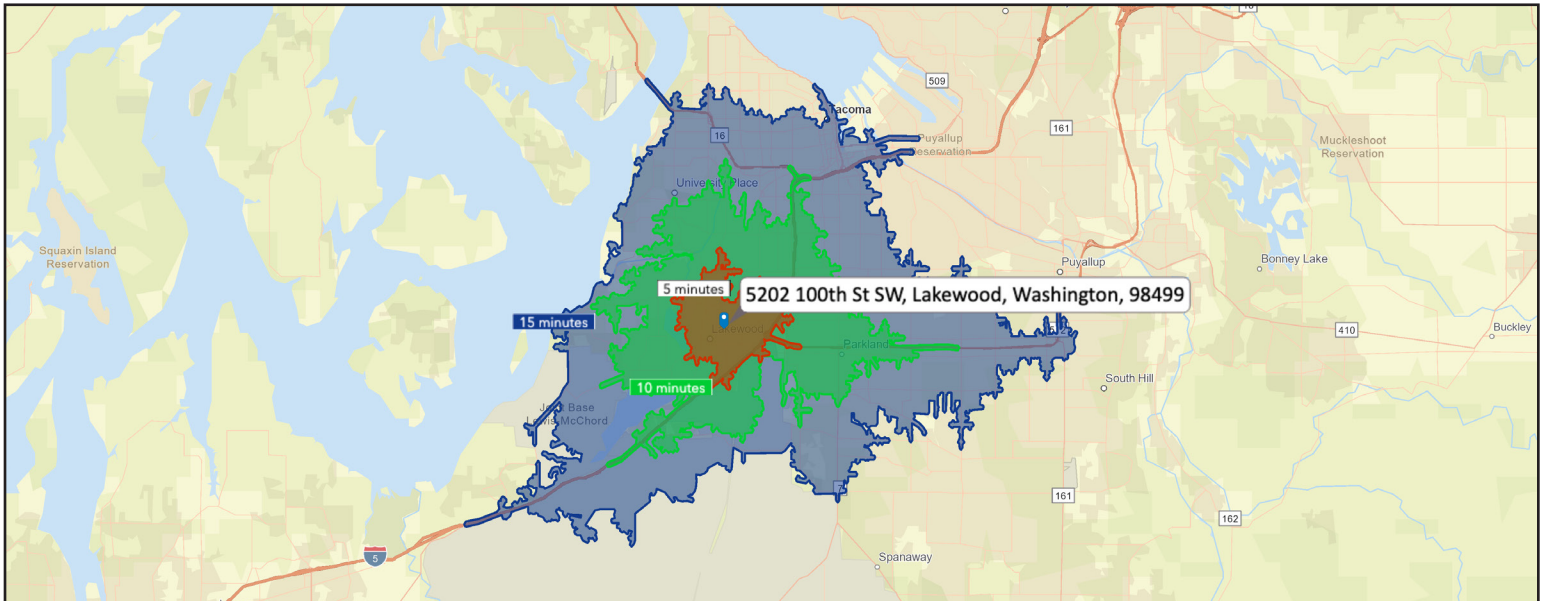 509
Tacoma
161
16
Puyallup
Reservation
Muckleshoot
Reservation
University Place
Squaxin Island
Reservation
Puyallup
Bonney Lake
5 minutes
5202 100th St SW, Lakewood, Washington, 98499
15 minutes
Lakewood
410
Buckley
Parkland
10 minutes
South Hill
Joint Base
Lewis McChord
7
161
162
5
Spanaway